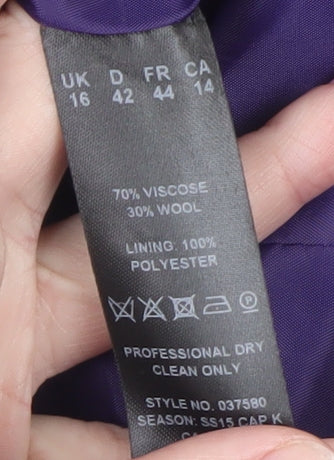 UK D FR CA
16 42 44 14
70% VISCOSE
30% WOOL
LINING: 100%
POLYESTER
PROFESSIONAL DRY
CLEAN ONLY
STYLE NO. 037580
SEASON: SS15 CAP K